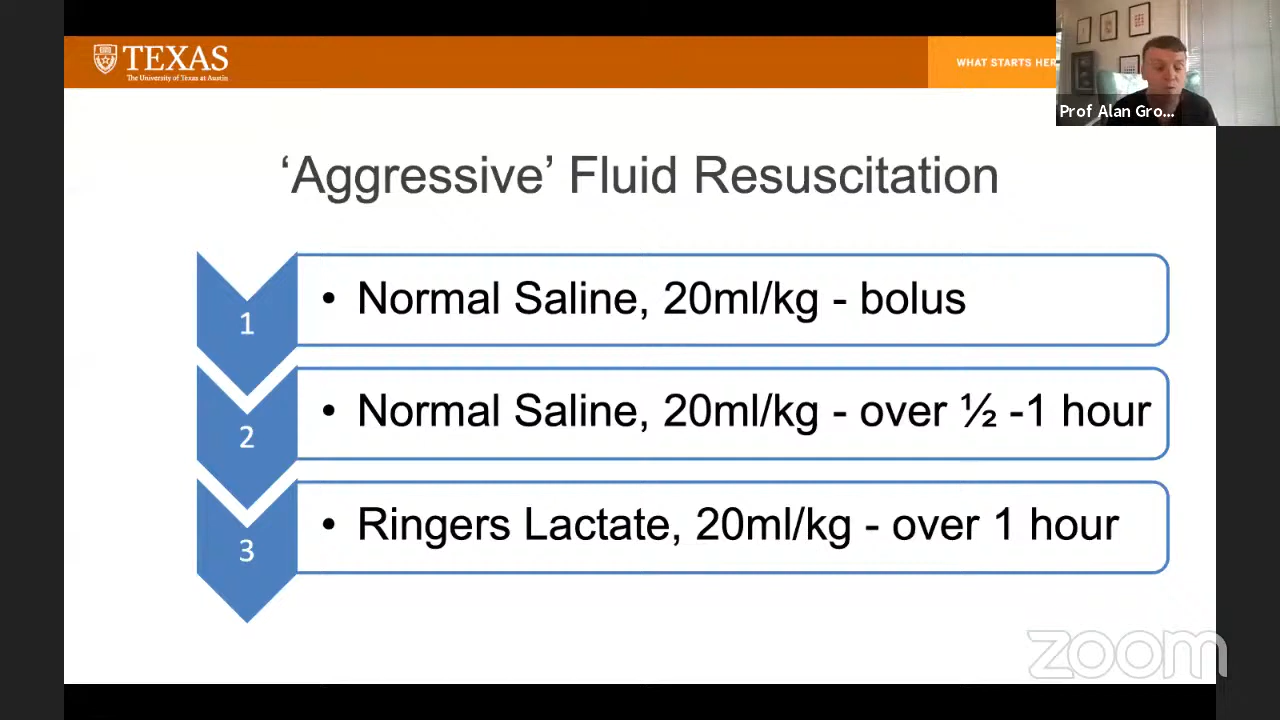 TEXAS
The University of Texas at Austin
WHAT STARTS HER
Prof Alan Gro...
‘Aggressive’ Fluid Resuscitation
1
• Normal Saline, 20ml/kg - bolus
2
• Normal Saline, 20ml/kg - over ½ -1 hour
3
• Ringers Lactate, 20ml/kg - over 1 hour
zoom